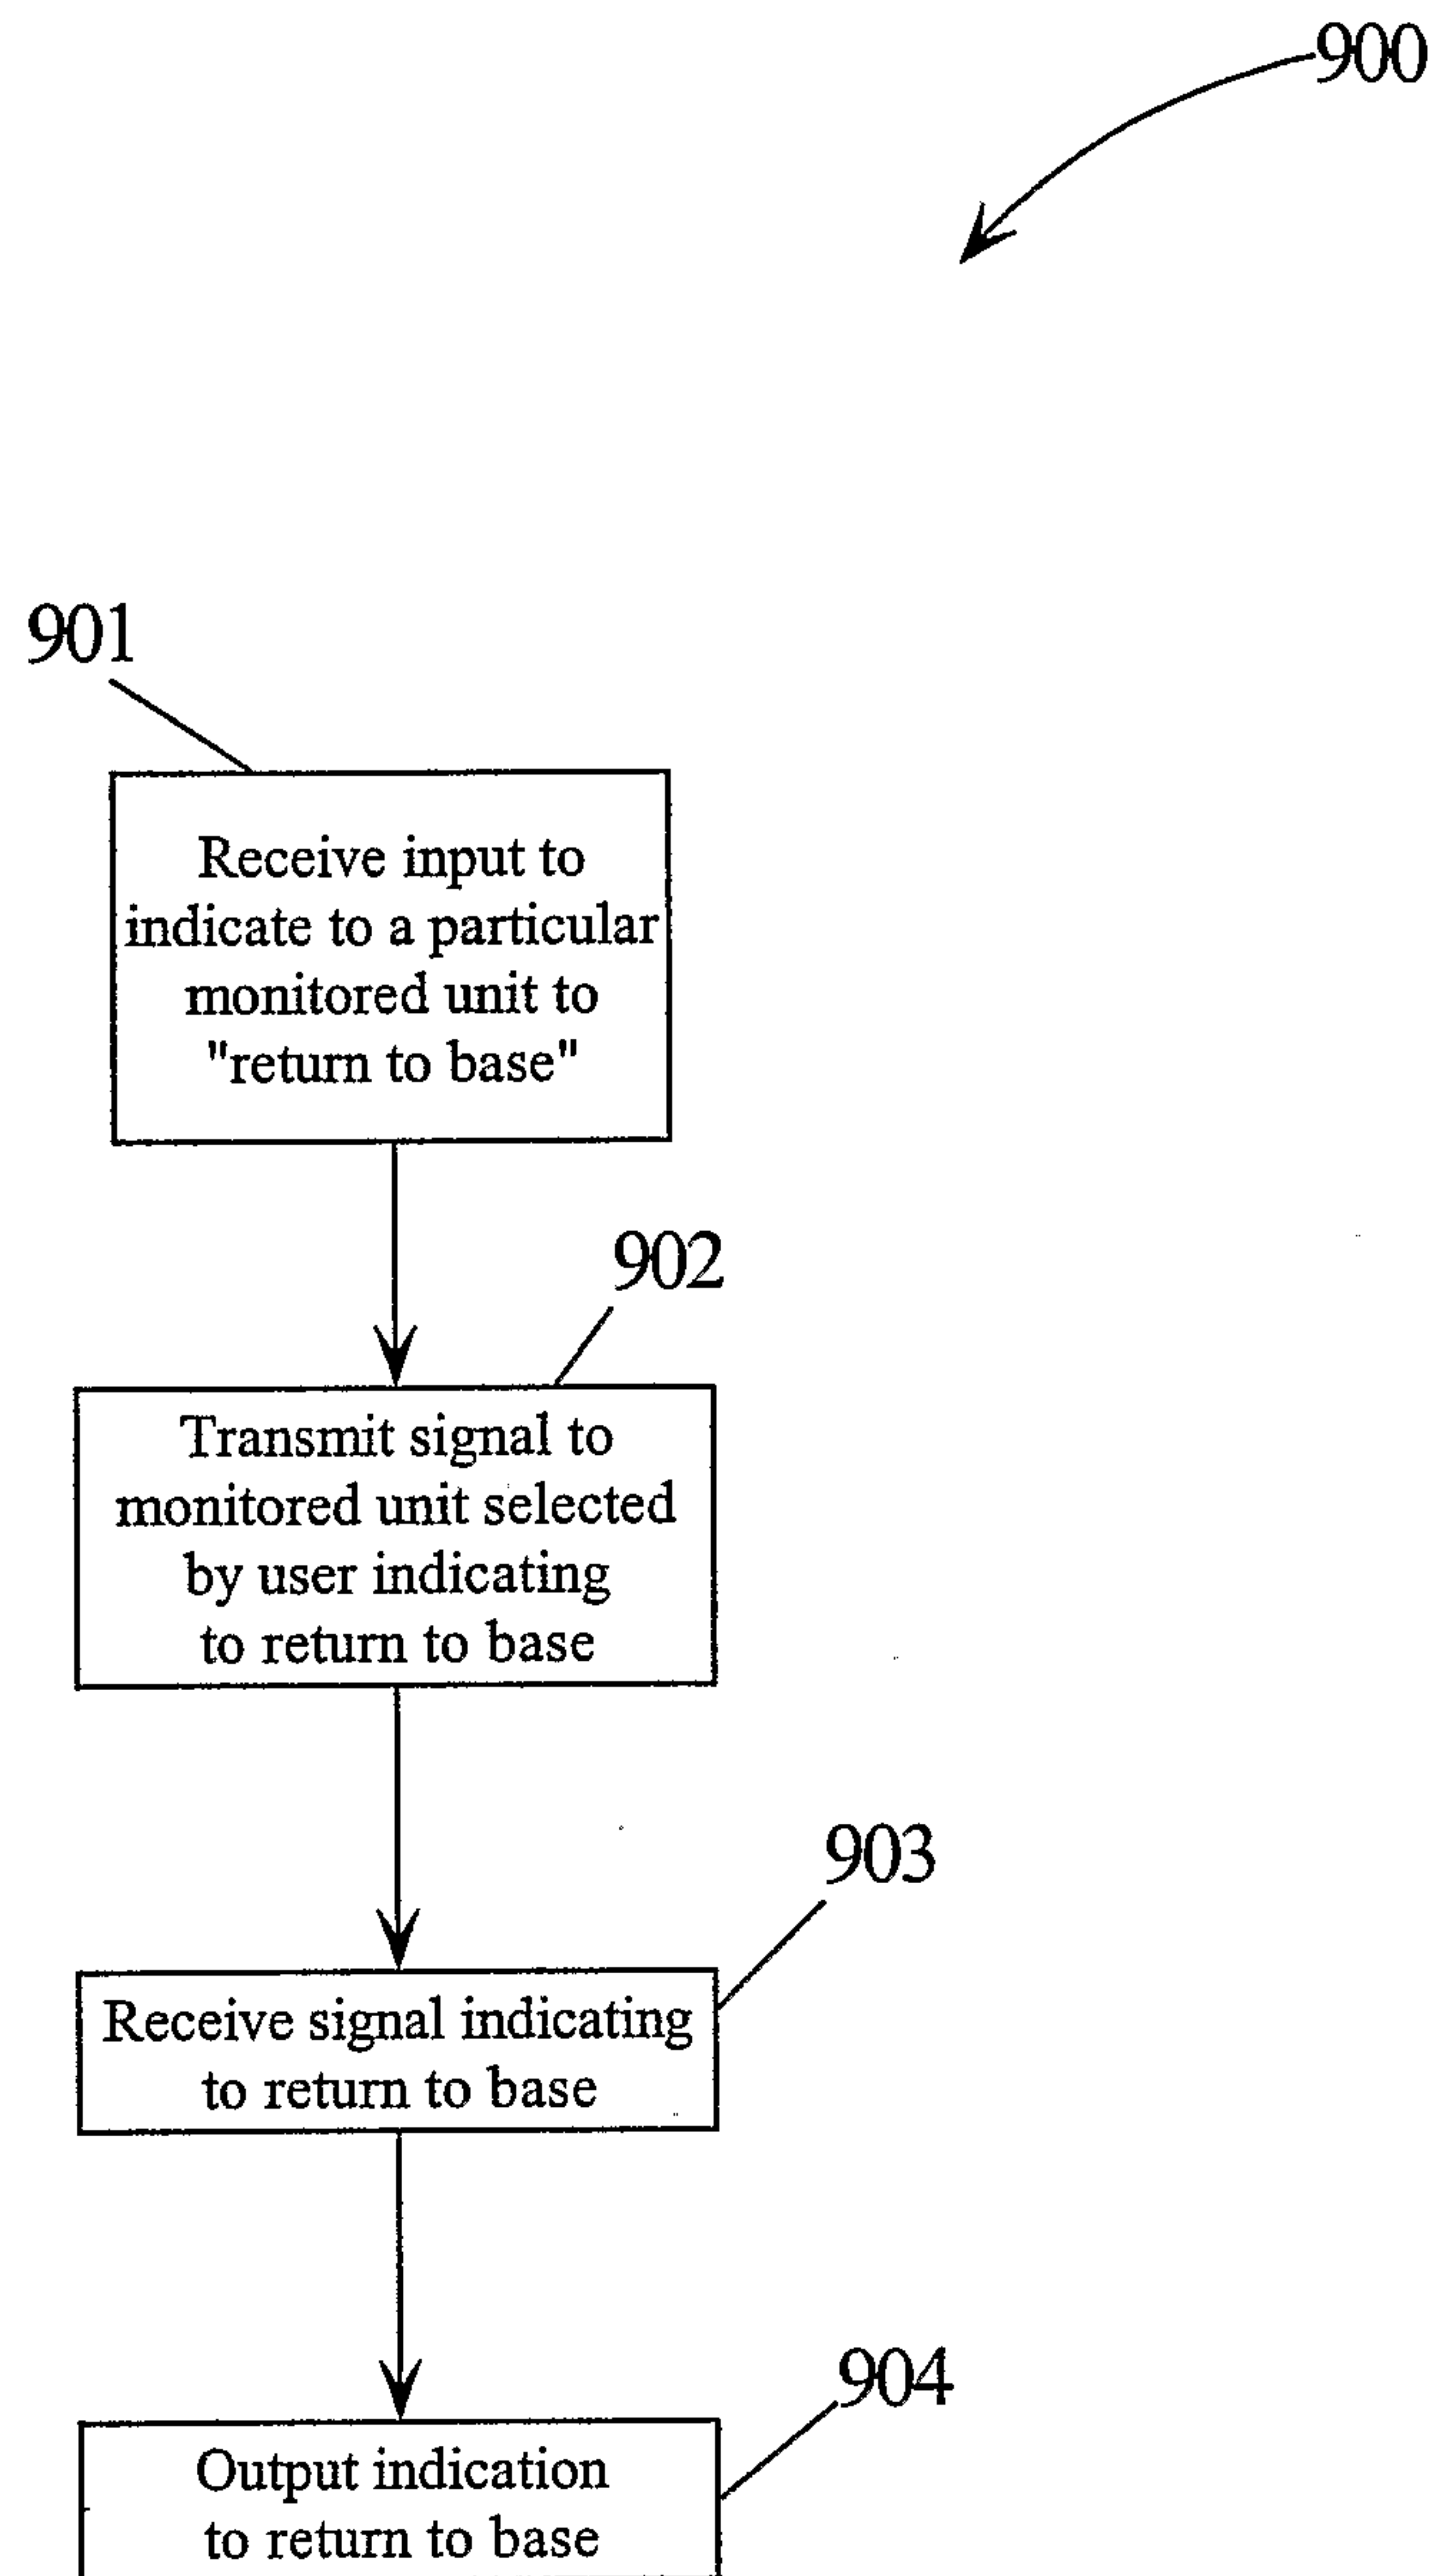 900
901
Receive input to
indicate to a particular
monitored unit to
"return to base"
902
Transmit signal to
monitored unit selected
by user indicating
to return to base
903
Receive signal indicating
to return to base
904
Output indication
to return to base